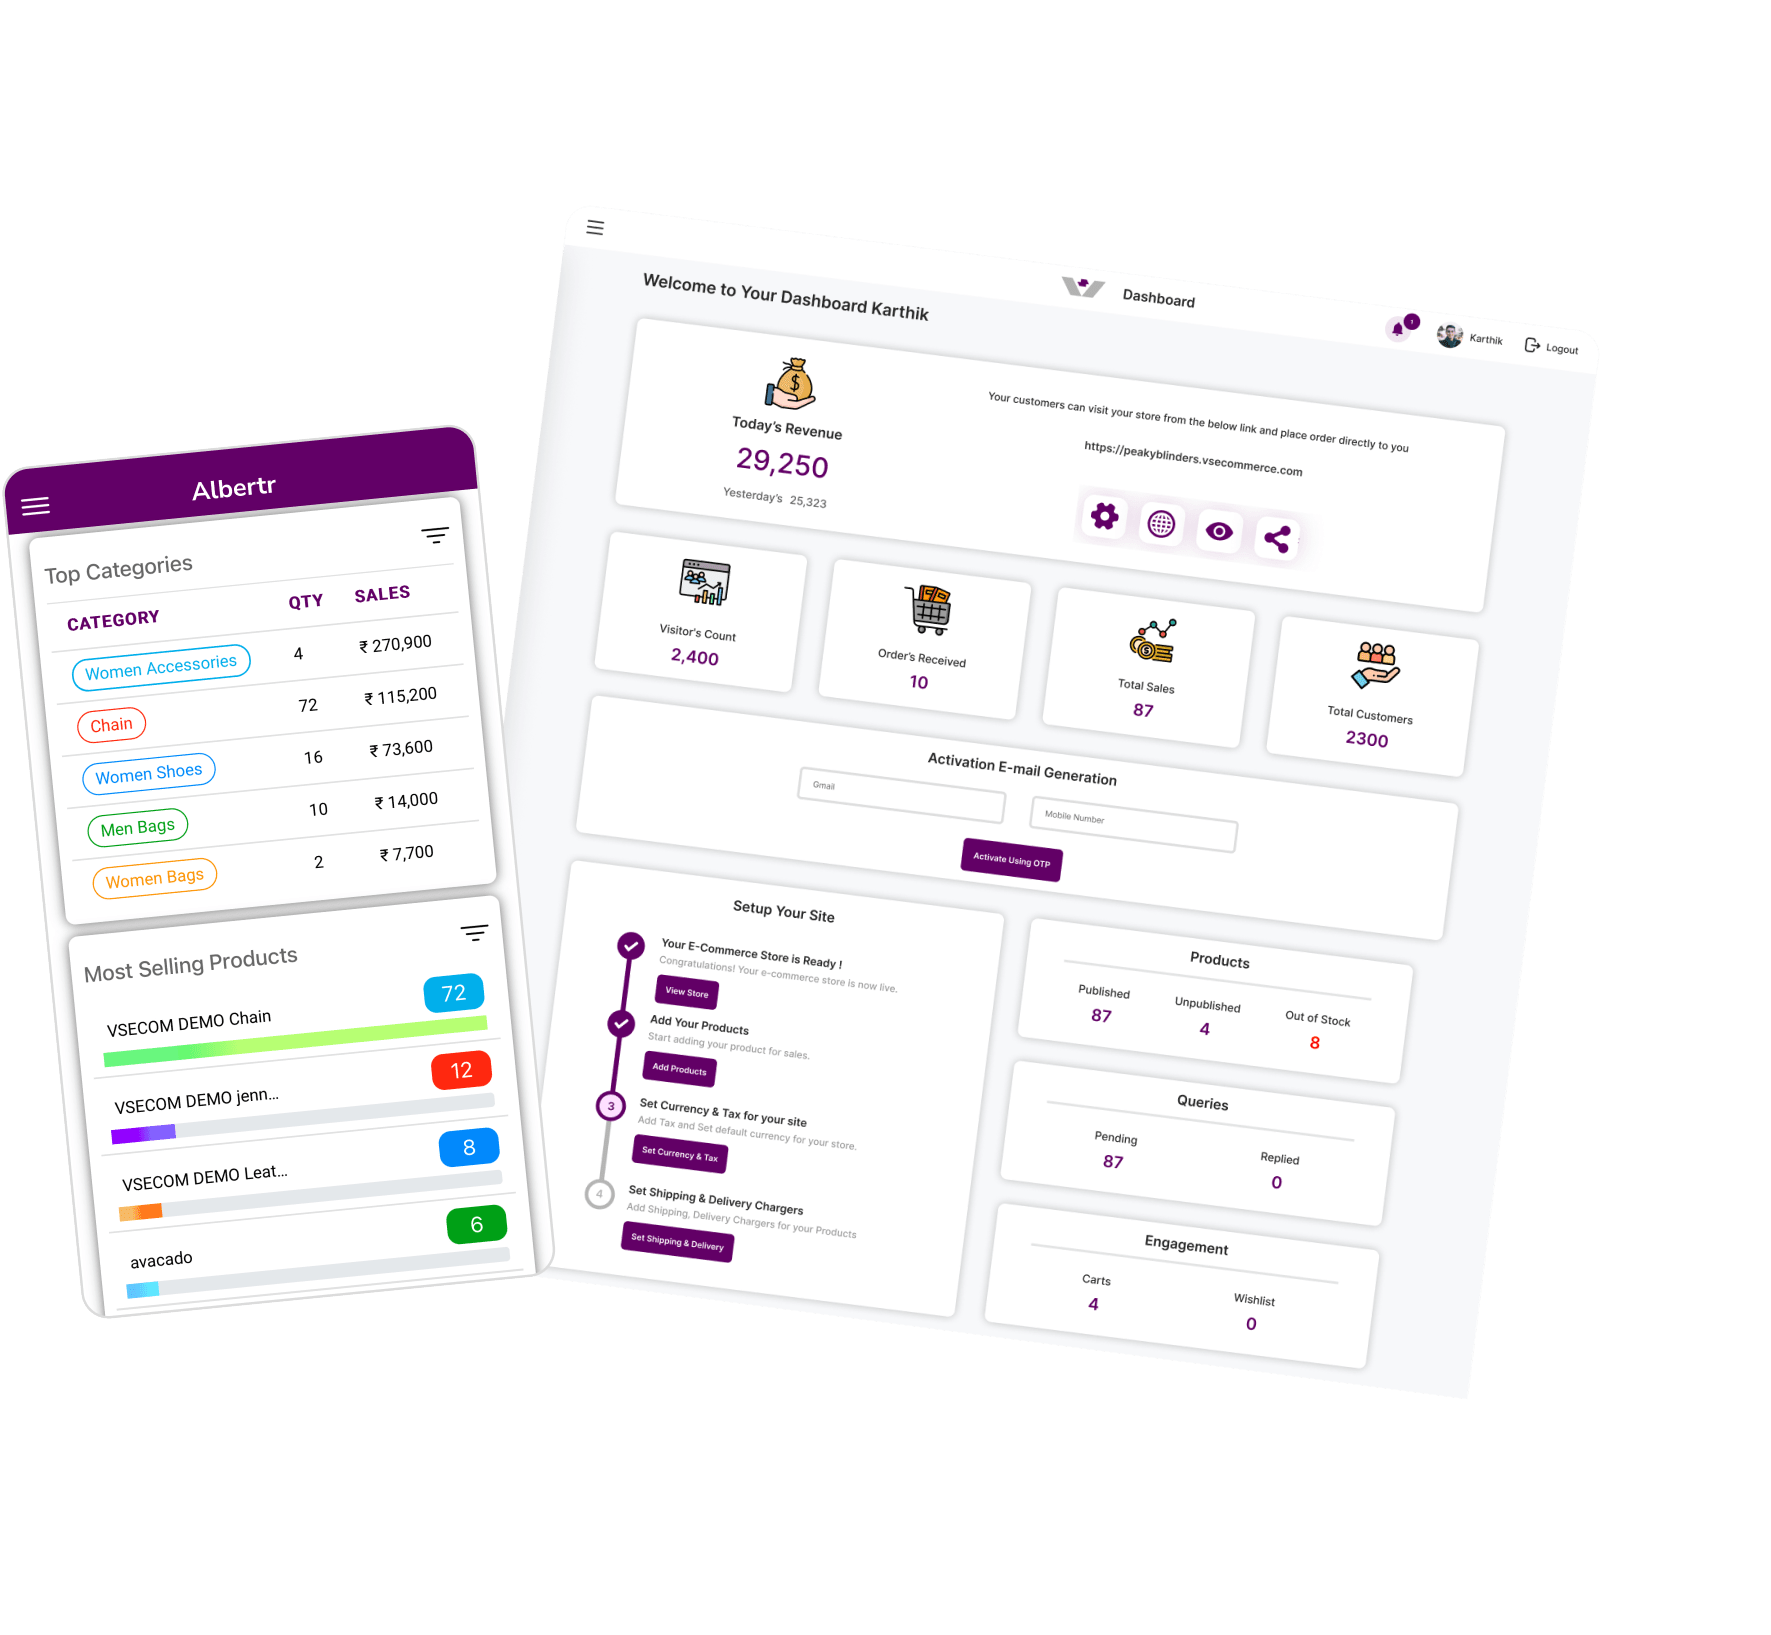 Albertr
Top Categories
CATEGORY QTY SALES
Women Accessories 4 ₹ 270,900
Chain 72 ₹ 115,200
Women Shoes 16 ₹ 73,600
Men Bags 10 ₹ 14,000
Women Bags 2 ₹ 7,700
Most Selling Products
72
VSECOM DEMO Chain
12
VSECOM DEMO jenn...
8
VSECOM DEMO Leat...
6
avacado
Dashboard
Karthik
Logout
Welcome to Your Dashboard Karthik
Today's Revenue
29,250
Yesterday's 25,323
Your customers can visit your store from the below link and place order directly to you
https://peakyblinders.vsecommerce.com
Visitor's Count
2,400
Order's Received
10
Total Sales
87
Total Customers
2300
Activation E-mail Generation
Gmail
Mobile Number
Activate Using OTP
Setup Your Site
Your E-Commerce Store is Ready !
Congratulations! Your e-commerce store is now live.
View Store
Add Your Products
Start adding your product for sales.
Add Products
3
Set Currency & Tax for your site
Add Tax and Set default currency for your store.
Set Currency & Tax
4
Set Shipping & Delivery Chargers
Add Shipping, Delivery Chargers for your Products
Set Shipping & Delivery
Products
Published Unpublished Out of Stock
87 4 8
Queries
Pending Replied
87 0
Engagement
Carts Wishlist
4 0